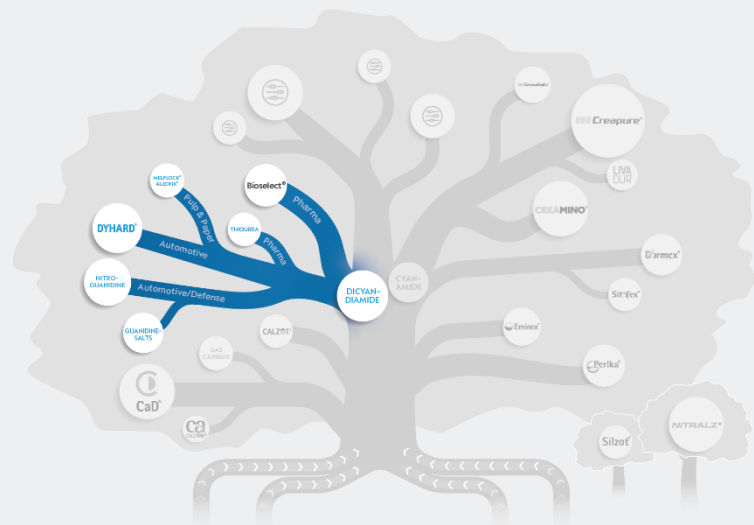 Creapure®
LIVA
DUR
MELFLOCK®
ALZOFIX®
Pulp & Paper
Bioselect®
Pharma
CREAMINO®
DYHARD®
Automotive
THIOUREA
Pharma
Dormex®
NITRO-
GUANIDINE
Automotive/Defense
DICYAN-
DIAMIDE
CYAN-
AMIDE
Sitofex®
GUANIDINE-
SALTS
CALZOT®
Eminex®
GAS
CARBIDE
Perlka®
CaD®
ca
Silzot®
NITRALZ®